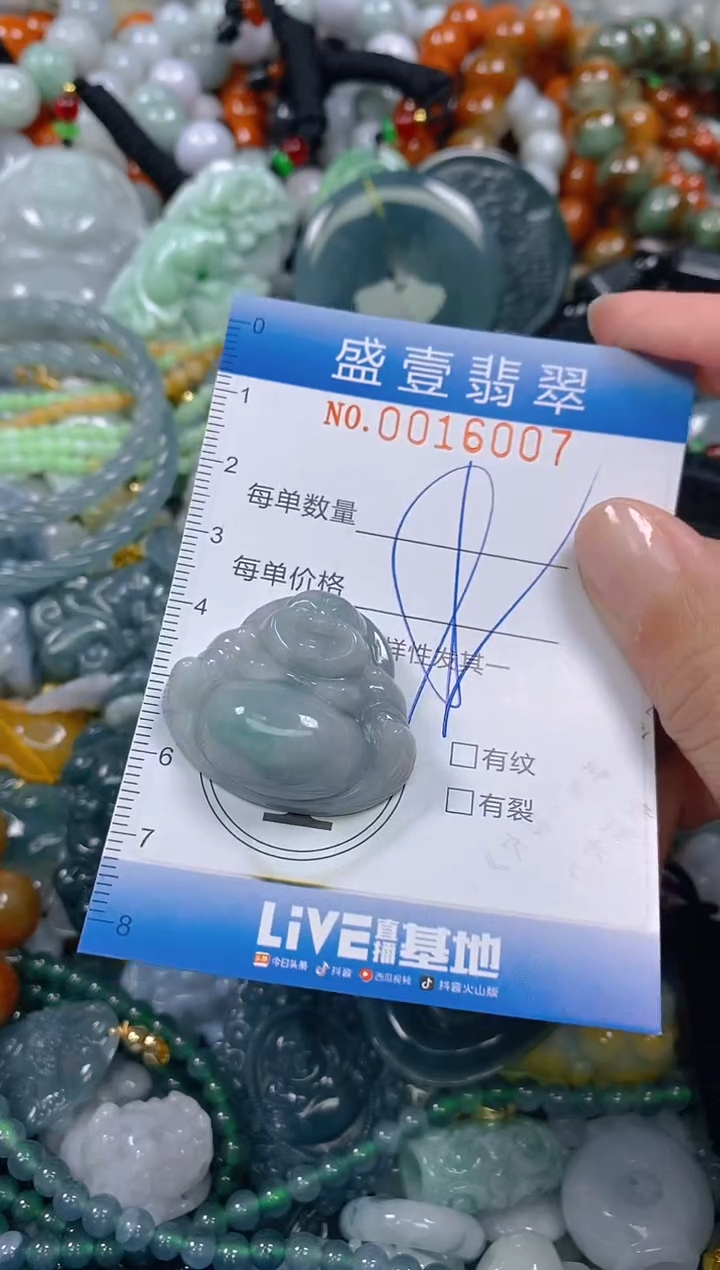 盛壹翡翠
NO.0016007
每单数量
每单价格
样性发其一
有纹
有裂
LiVE直播基地
今日头条 抖音 西瓜视频 抖音火山版
0
1
2
3
4
6
7
8